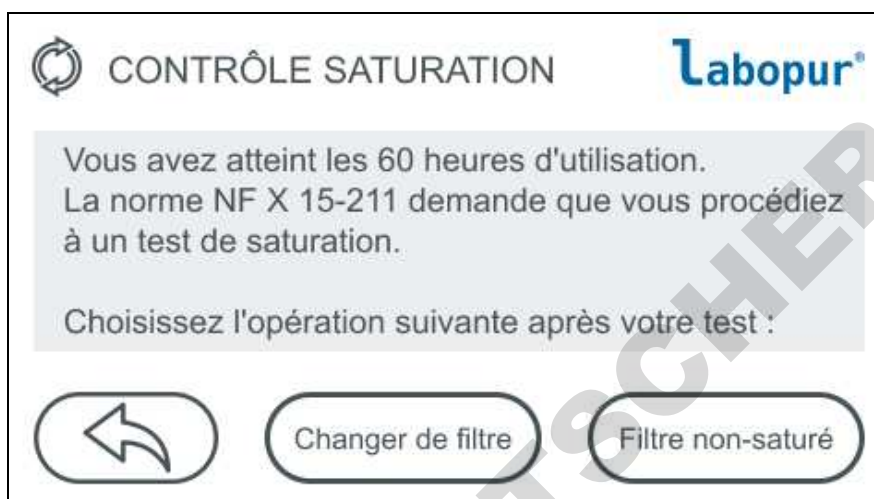 CONTRÔLE SATURATION
Labopur®
Vous avez atteint les 60 heures d'utilisation.
La norme NF X 15-211 demande que vous procédiez
à un test de saturation.
Choisissez l'opération suivante après votre test :
Changer de filtre
Filtre non-saturé
TSCHER